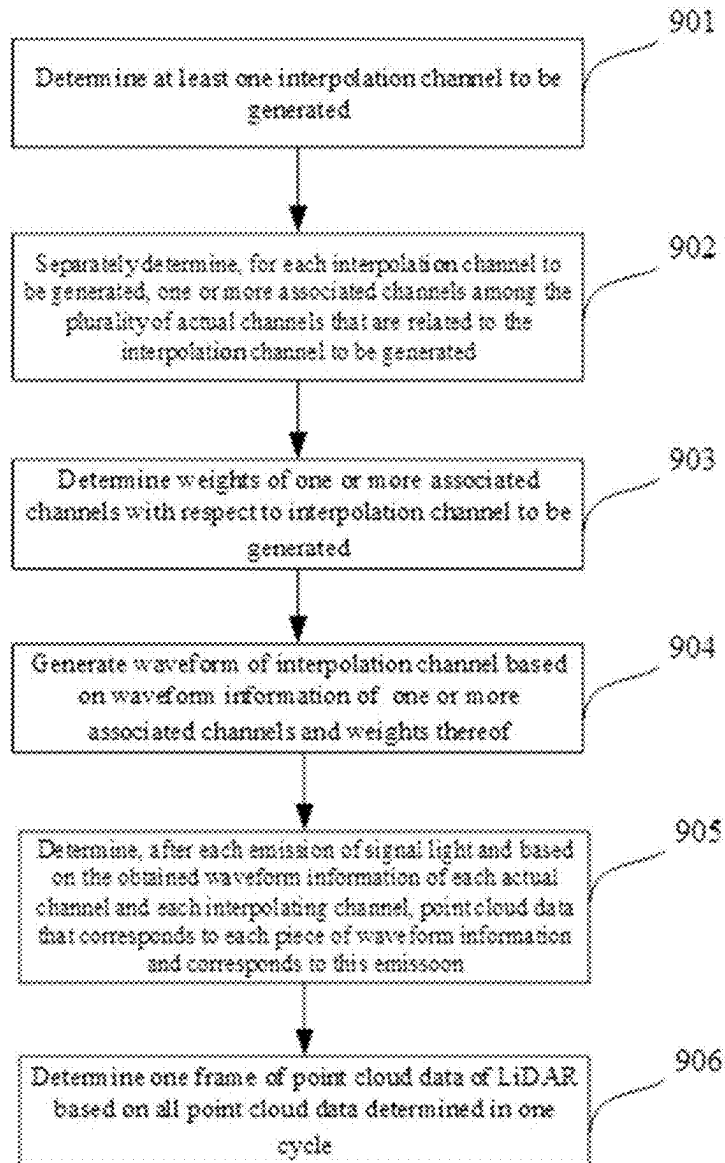 901
Determine at least one interpolation channel to be
generated
902
Separately determine, for each interpolation channel to
be generated, one or more associated channels among the
plurality of actual channels that are related to the
interpolation channel to be generated
903
Determine weights of one or more associated
channels with respect to interpolation channel to be
generated
904
Generate waveform of interpolation channel based
on waveform information of one or more
associated channels and weights thereof
905
Determine, after each emission of signal light and based
on the obtained waveform information of each actual
channel and each interpolating channel, point cloud data
that corresponds to each piece of waveform information
and corresponds to this emissoon
906
Determine one frame of point cloud data of LiDAR
based on all point cloud data determined in one
cycle